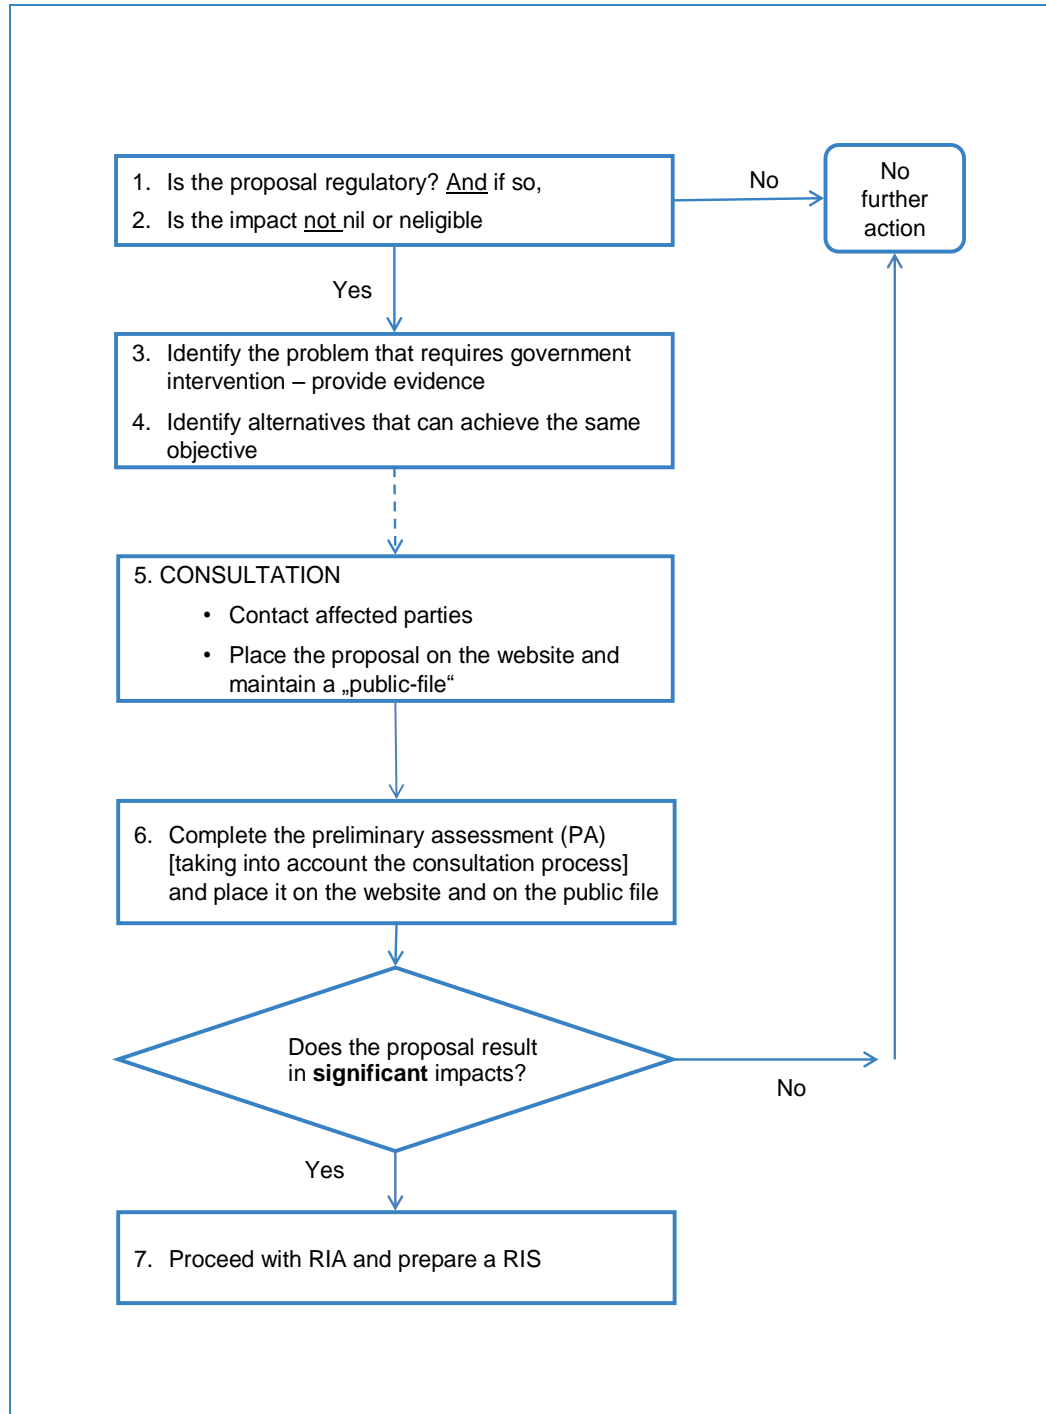 1. Is the proposal regulatory? And if so,
2. Is the impact not nil or neligible
No
No
further
action
Yes
3. Identify the problem that requires government
intervention – provide evidence
4. Identify alternatives that can achieve the same
objective
5. CONSULTATION
• Contact affected parties
• Place the proposal on the website and
maintain a „public-file“
6. Complete the preliminary assessment (PA)
[taking into account the consultation process]
and place it on the website and on the public file
Does the proposal result
in significant impacts?
No
Yes
7. Proceed with RIA and prepare a RIS